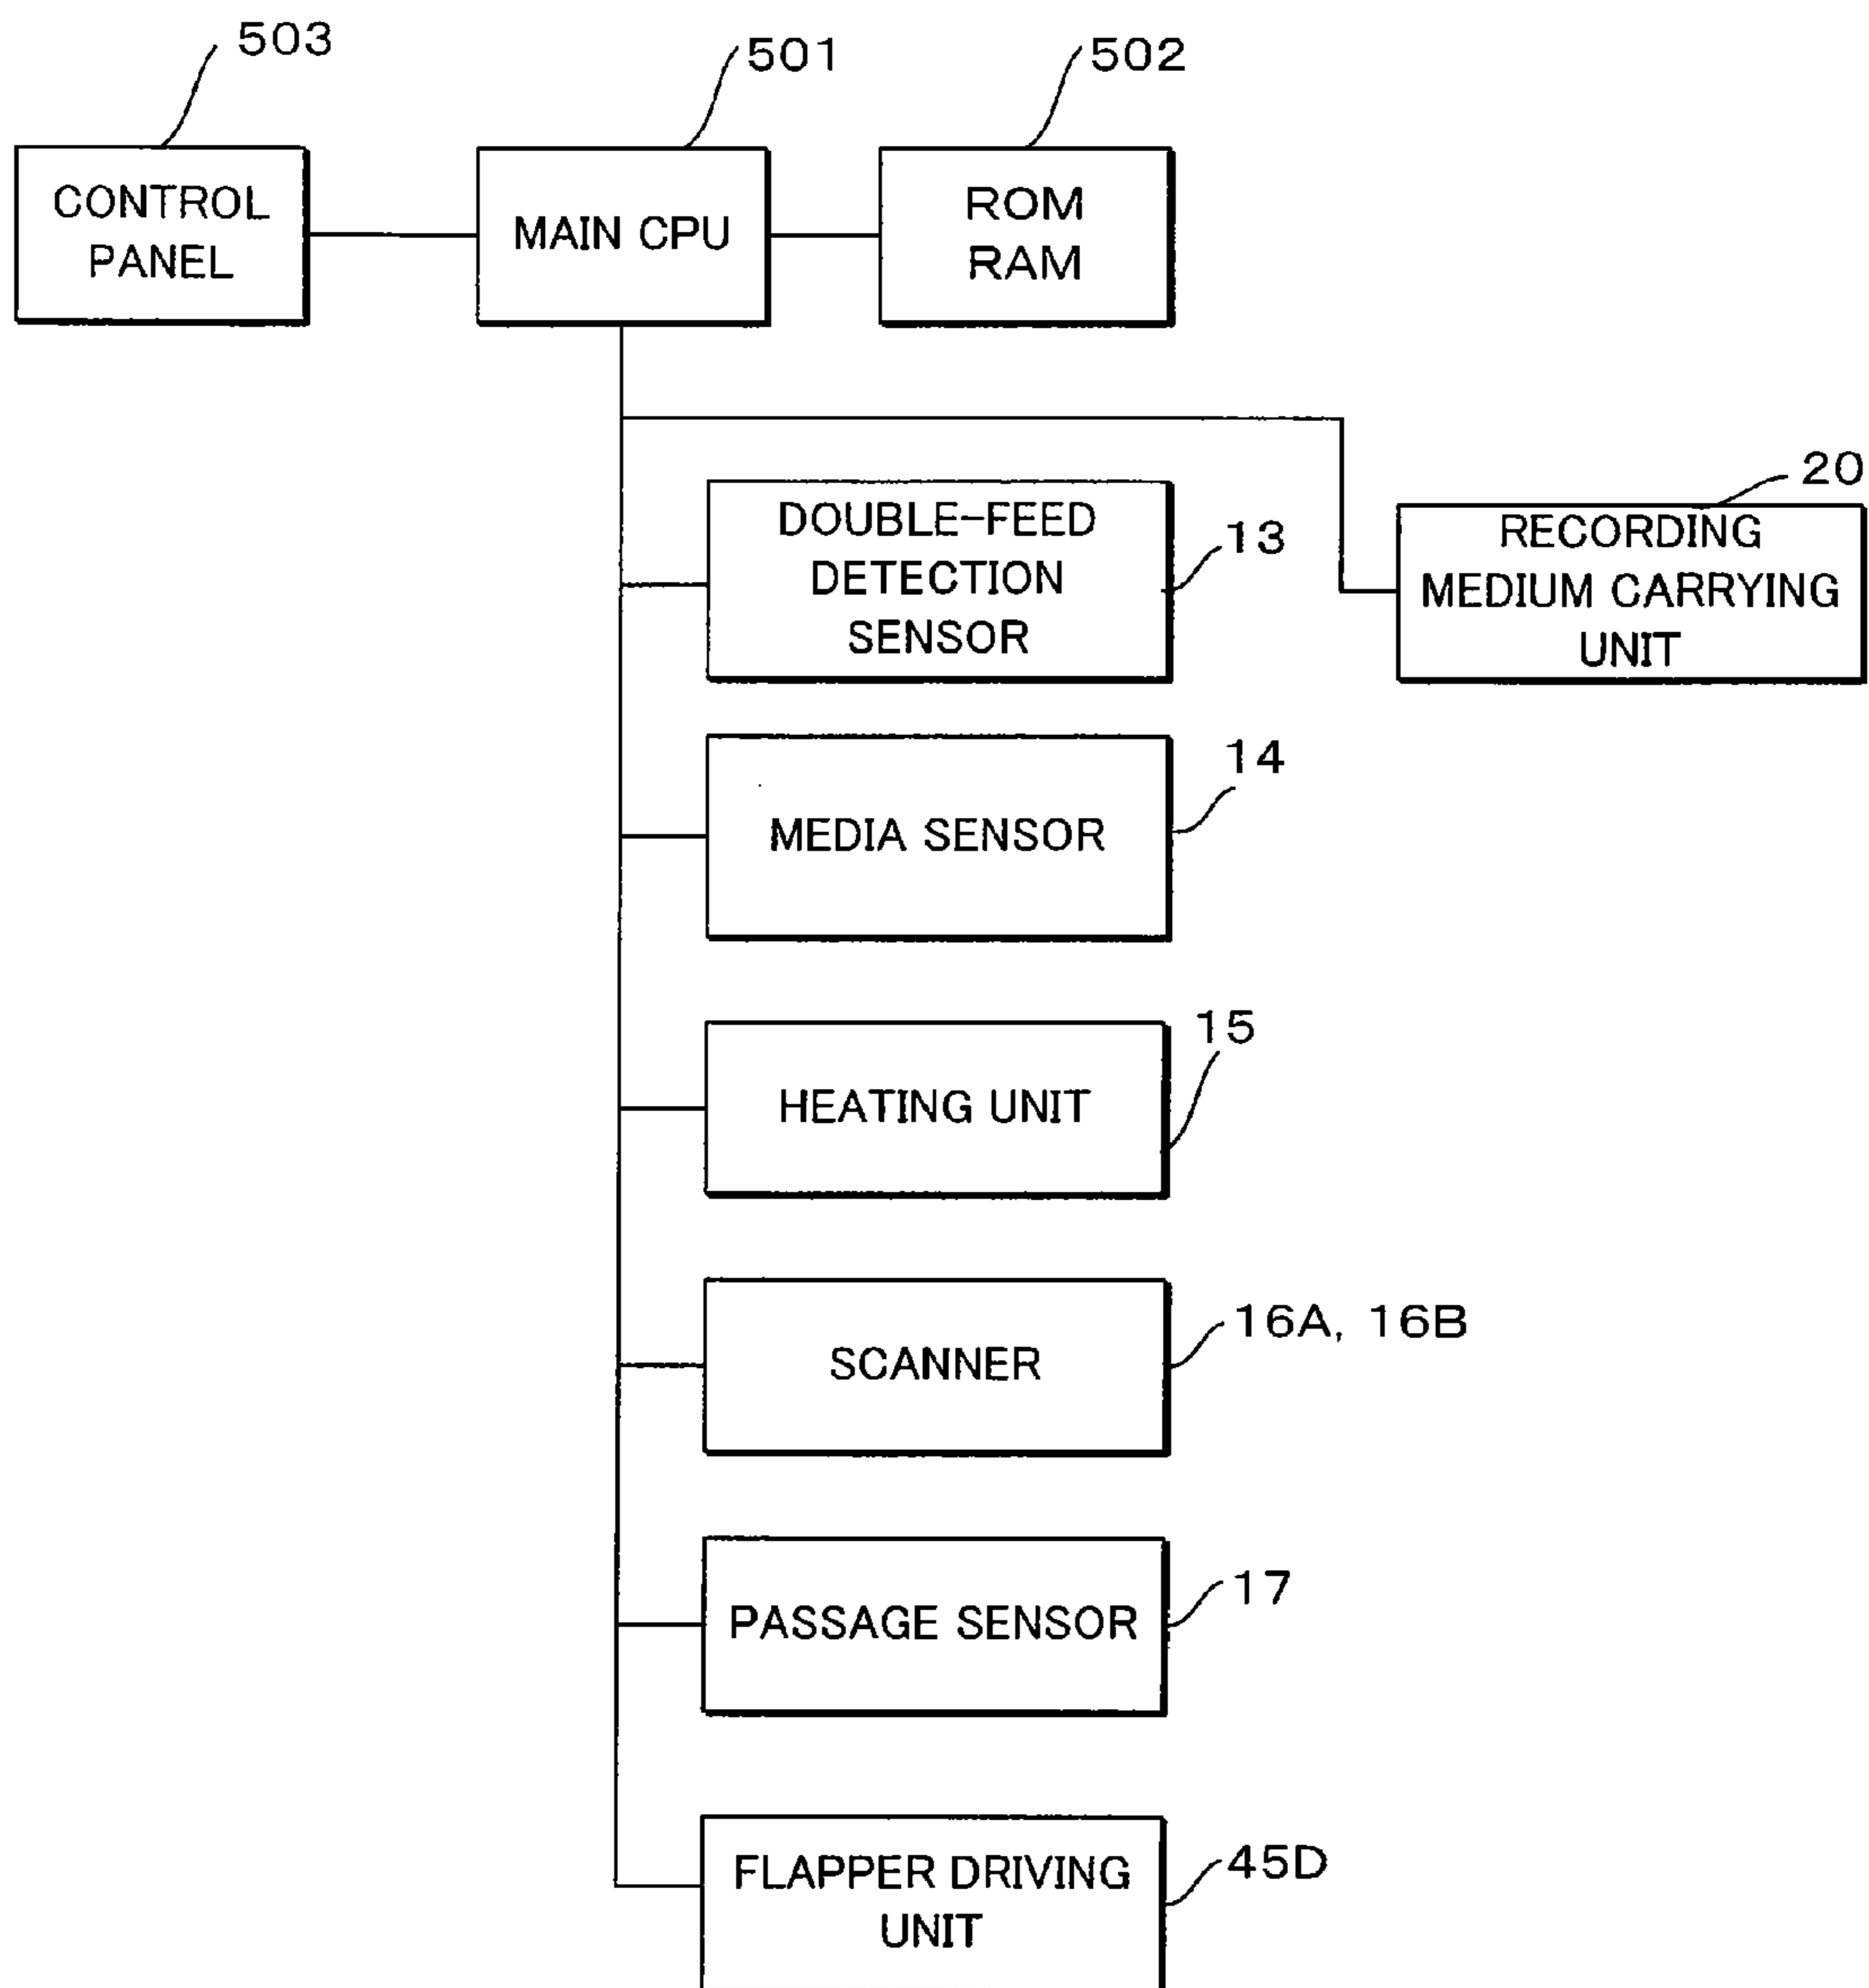 503
501
502
CONTROL
PANEL
MAIN CPU
ROM
RAM
20
RECORDING
MEDIUM CARRYING
UNIT
DOUBLE-FEED
DETECTION
SENSOR
13
14
MEDIA SENSOR
15
HEATING UNIT
16A, 16B
SCANNER
17
PASSAGE SENSOR
45D
FLAPPER DRIVING
UNIT